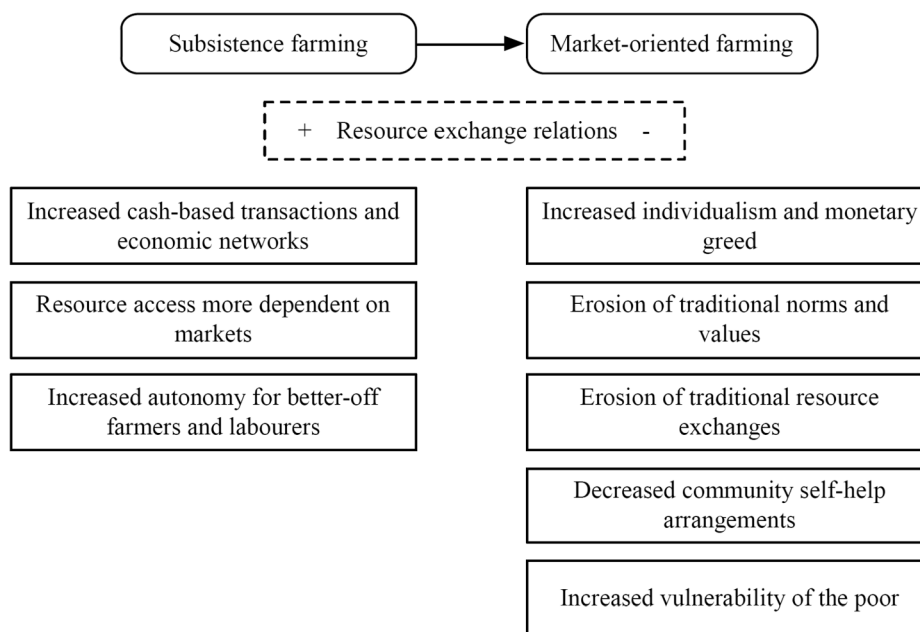 Subsistence farming
Market-oriented farming
+ Resource exchange relations -
Increased cash-based transactions and
economic networks
Resource access more dependent on
markets
Increased autonomy for better-off
farmers and labourers
Increased individualism and monetary
greed
Erosion of traditional norms and
values
Erosion of traditional resource
exchanges
Decreased community self-help
arrangements
Increased vulnerability of the poor